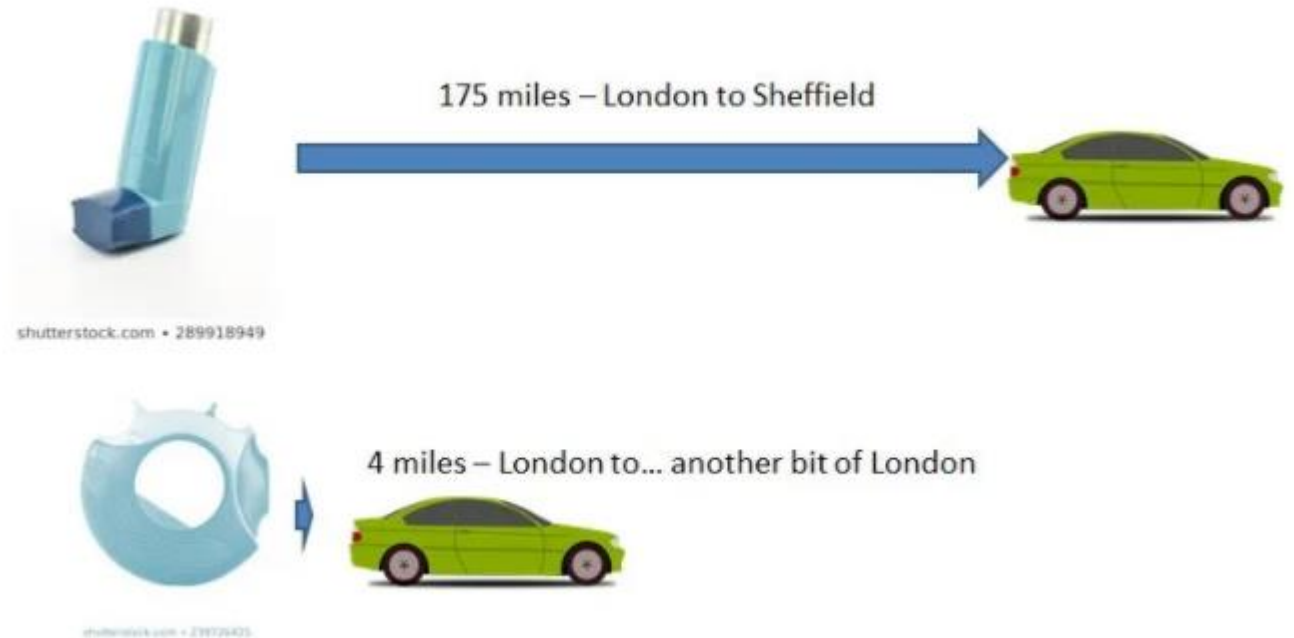 175 miles – London to Sheffield
shutterstock.com • 289918949
4 miles – London to... another bit of London